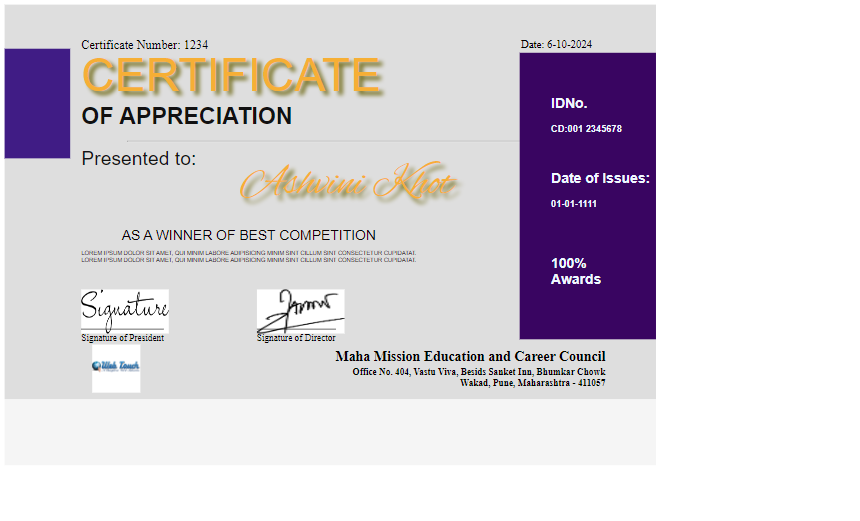 Certificate Number: 1234
Date: 6-10-2024
CERTIFICATE
OF APPRECIATION
IDNo.
CD:001 2345678
Presented to:
Ashwini Khot
Date of Issues:
01-01-1111
AS A WINNER OF BEST COMPETITION
LOREM IPSUM DOLOR SIT AMET, QUI MINIM LABORE ADIPISICING MINIM SINT CILLUM SINT CONSECTETUR CUPIDATAT.
LOREM IPSUM DOLOR SIT AMET, QUI MINIM LABORE ADIPISICING MINIM SINT CILLUM SINT CONSECTETUR CUPIDATAT.
100%
Awards
Signature
Signature of President
Signature of Director
Web Touch
Maha Mission Education and Career Council
Office No. 404, Vastu Viva, Besids Sanket Inn, Bhumkar Chowk
Wakad, Pune, Maharashtra - 411057